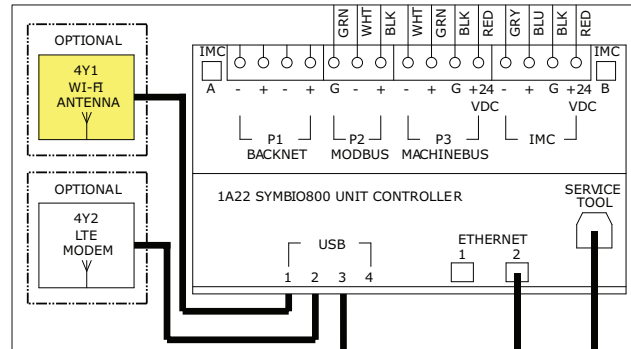 OPTIONAL
4Y1
WI-FI
ANTENNA
OPTIONAL
4Y2
LTE
MODEM
GRN WHT BLK WHT GRN BLK RED GRY BLU BLK RED
IMC IMC
A - + - + G - + - + G +24 VDC - + G +24 VDC B
P1 BACKNET
P2 MODBUS
P3 MACHINEBUS
IMC
1A22 SYMBIO800 UNIT CONTROLLER
SERVICE
TOOL
USB
1 2 3 4
ETHERNET
1 2